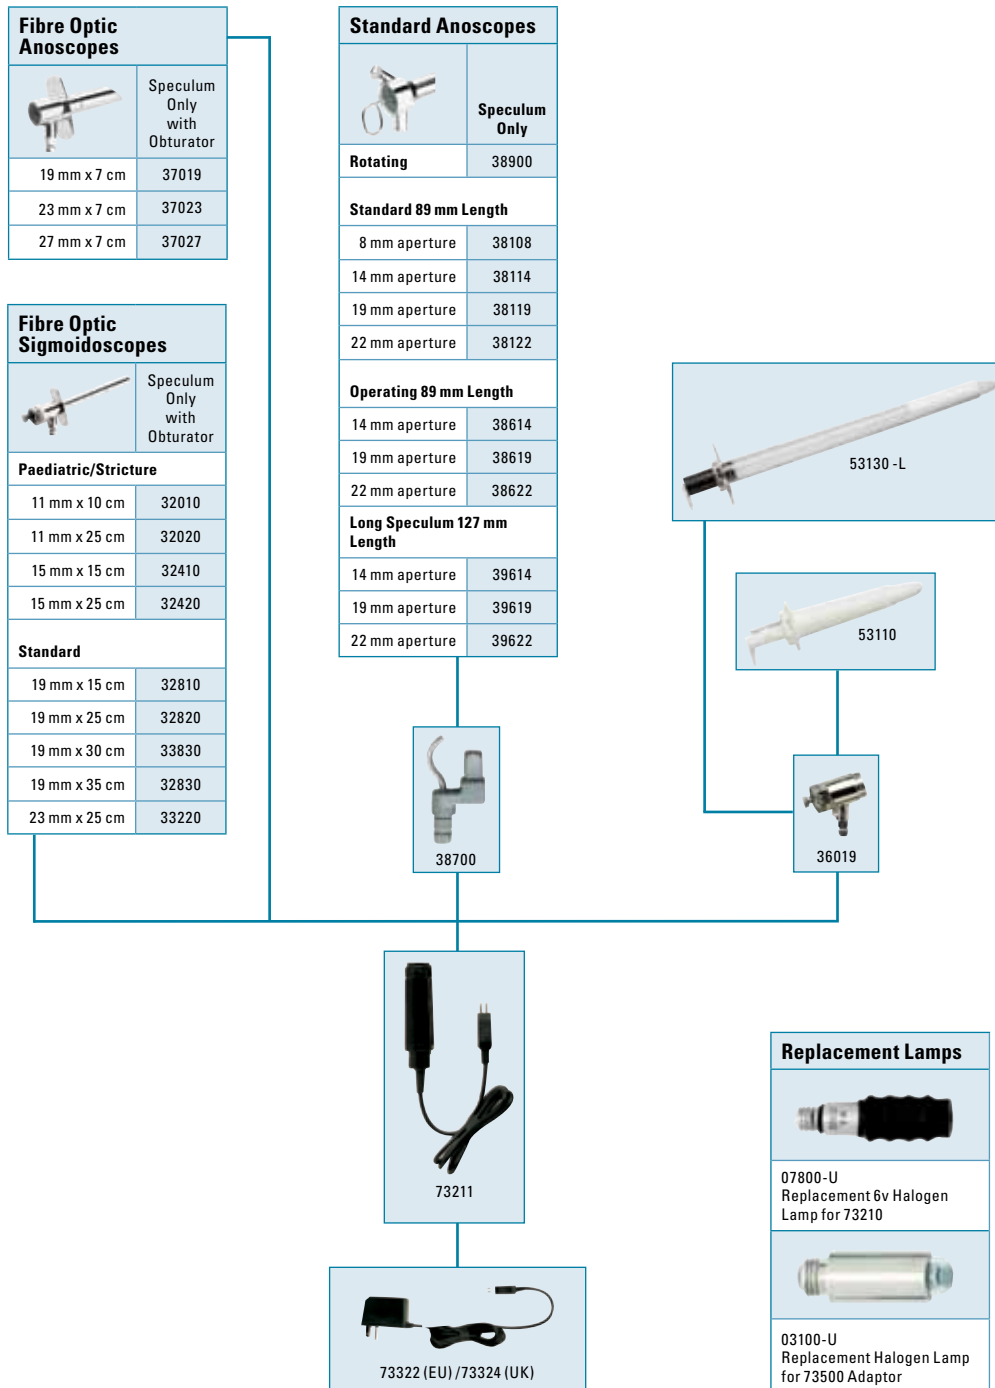 Fibre Optic
Anoscopes
Speculum
Only
with
Obturator
19 mm x 7 cm 37019
23 mm x 7 cm 37023
27 mm x 7 cm 37027
Fibre Optic
Sigmoidoscopes
Speculum
Only
with
Obturator
Paediatric/Stricture
11 mm x 10 cm 32010
11 mm x 25 cm 32020
15 mm x 15 cm 32410
15 mm x 25 cm 32420
Standard
19 mm x 15 cm 32810
19 mm x 25 cm 32820
19 mm x 30 cm 33830
19 mm x 35 cm 32830
23 mm x 25 cm 33220
Standard Anoscopes
Speculum
Only
Rotating 38900
Standard 89 mm Length
8 mm aperture 38108
14 mm aperture 38114
19 mm aperture 38119
22 mm aperture 38122
Operating 89 mm Length
14 mm aperture 38614
19 mm aperture 38619
22 mm aperture 38622
Long Speculum 127 mm
Length
14 mm aperture 39614
19 mm aperture 39619
22 mm aperture 39622
38700
53130 -L
53110
36019
73211
73322 (EU) /73324 (UK)
Replacement Lamps
07800-U
Replacement 6v Halogen
Lamp for 73210
03100-U
Replacement Halogen Lamp
for 73500 Adaptor